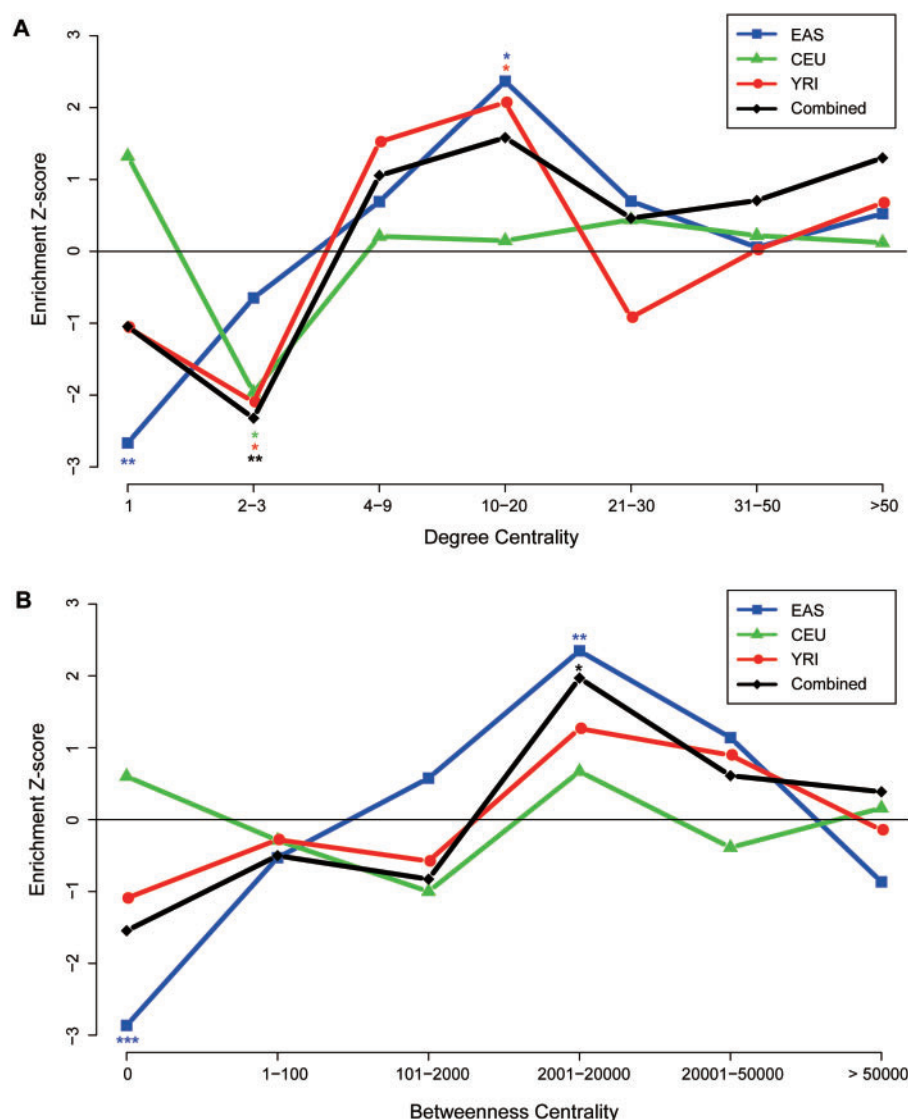 A
Enrichment Z-score
3
2
1
0
−1
−2
−3
EAS
CEU
YRI
Combined
*
*
**
*
*
**
1 2−3 4−9 10−20 21−30 31−50 >50
Degree Centrality
B
Enrichment Z-score
3
2
1
0
−1
−2
−3
EAS
CEU
YRI
Combined
**
*
***
0 1−100 101−2000 2001−20000 20001−50000 > 50000
Betweenness Centrality